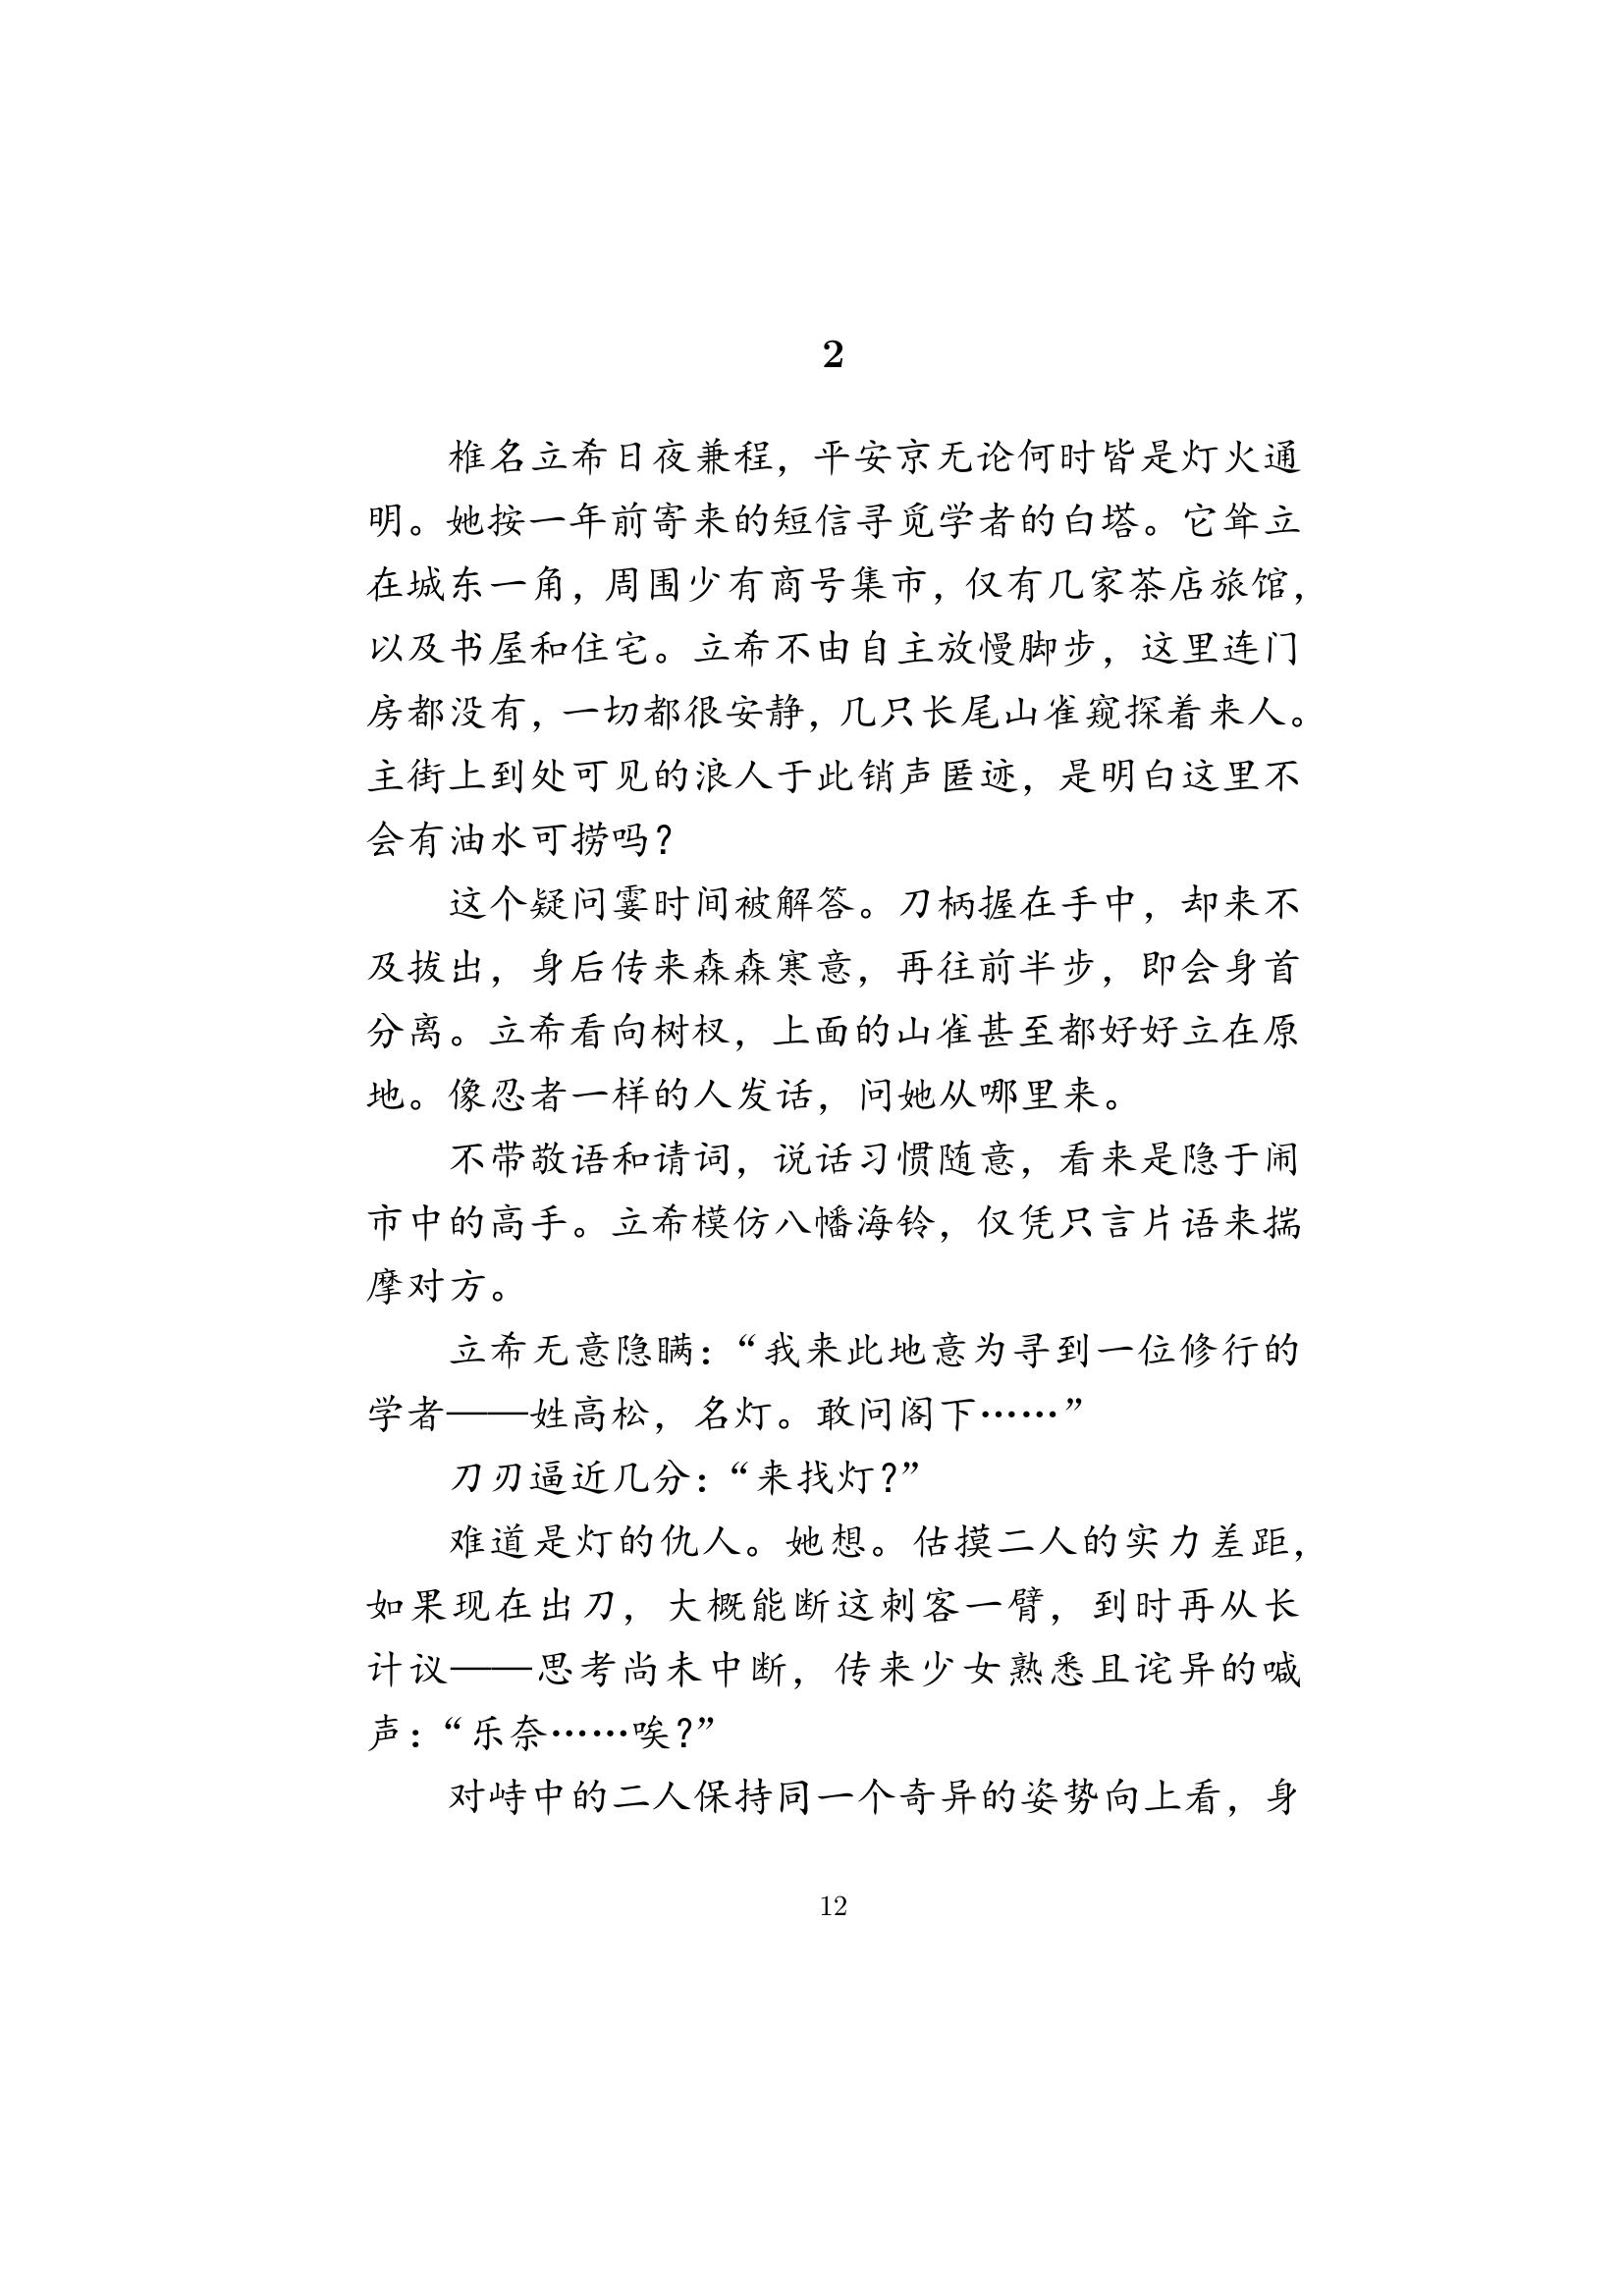 2
椎名立希日夜兼程，平安京无论何时皆是灯火通
明。她按一年前寄来的短信寻觅学者的白塔。它耸立
在城东一角，周围少有商号集市，仅有几家茶店旅馆，
以及书屋和住宅。立希不由自主放慢脚步，这里连门
房都没有，一切都很安静，几只长尾山雀窥探着来人。
主街上到处可见的浪人于此销声匿迹，是明白这里不
会有油水可捞吗？
这个疑问霎时间被解答。刀柄握在手中，却来不
及拔出，身后传来森森寒意，再往前半步，即会身首
分离。立希看向树杈，上面的山雀甚至都好好立在原
地。像忍者一样的人发话，问她从哪里来。
不带敬语和请词，说话习惯随意，看来是隐于闹
市中的高手。立希模仿八幡海铃，仅凭只言片语来揣
摩对方。
立希无意隐瞒：“我来此地意为寻到一位修行的
学者——姓高松，名灯。敢问阁下……”
刀刃逼近几分：“来找灯？”
难道是灯的仇人。她想。估摸二人的实力差距，
如果现在出刀，大概能断这刺客一臂，到时再从长
计议——思考尚未中断，传来少女熟悉且诧异的喊
声：“乐奈……唉？”
对峙中的二人保持同一个奇异的姿势向上看，身
12